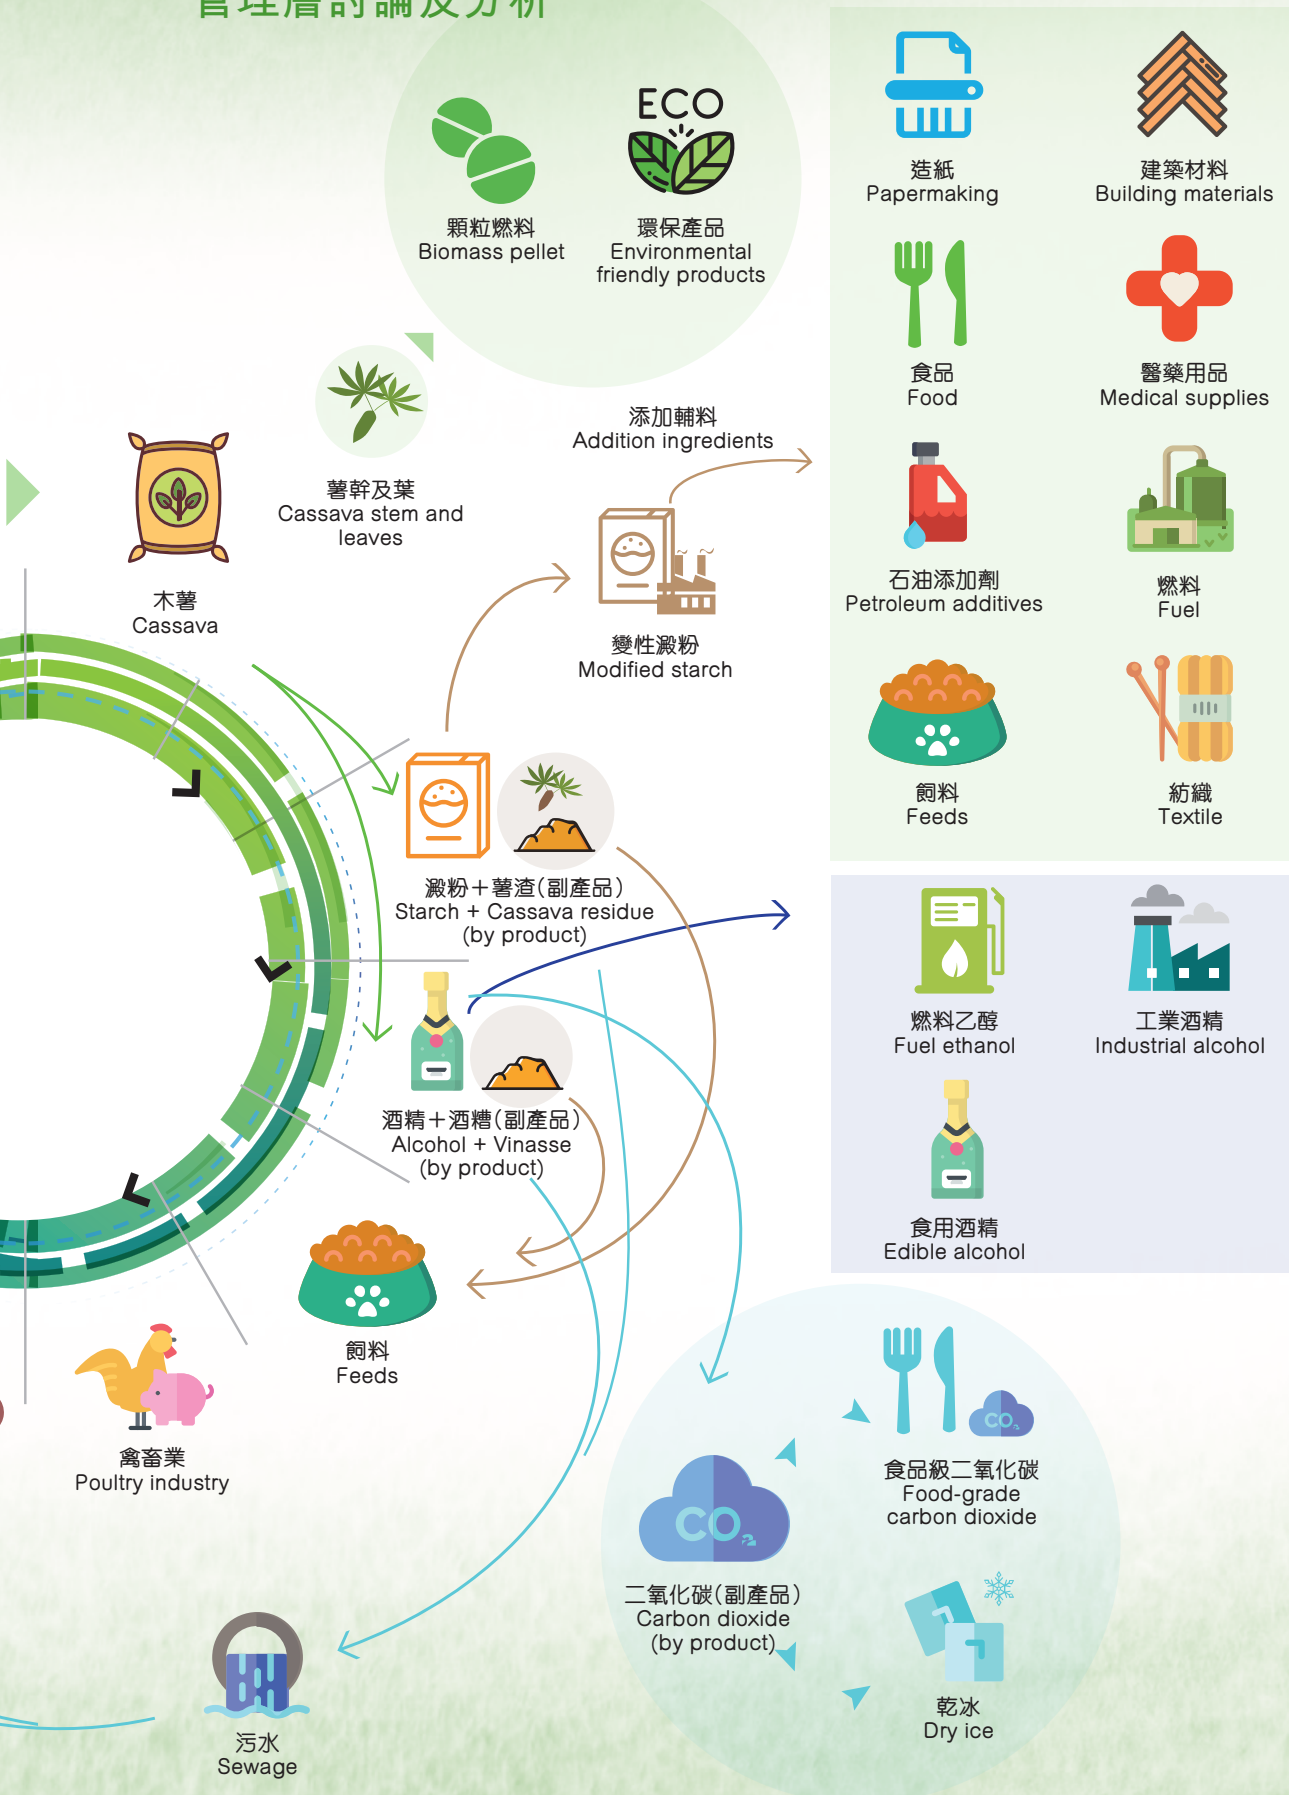 管理層討論及分析
ECO
顆粒燃料
Biomass pellet
環保產品
Environmental
friendly products
薯幹及葉
Cassava stem and
leaves
木薯
Cassava
添加輔料
Addition ingredients
變性澱粉
Modified starch
澱粉＋薯渣（副產品）
Starch + Cassava residue
(by product)
酒精＋酒糟（副產品）
Alcohol + Vinasse
(by product)
飼料
Feeds
禽畜業
Poultry industry
污水
Sewage
造紙
Papermaking
建築材料
Building materials
食品
Food
醫藥用品
Medical supplies
石油添加劑
Petroleum additives
燃料
Fuel
飼料
Feeds
紡織
Textile
燃料乙醇
Fuel ethanol
工業酒精
Industrial alcohol
食用酒精
Edible alcohol
CO₂
二氧化碳（副產品）
Carbon dioxide
(by product)
CO₂
食品級二氧化碳
Food-grade
carbon dioxide
乾冰
Dry ice